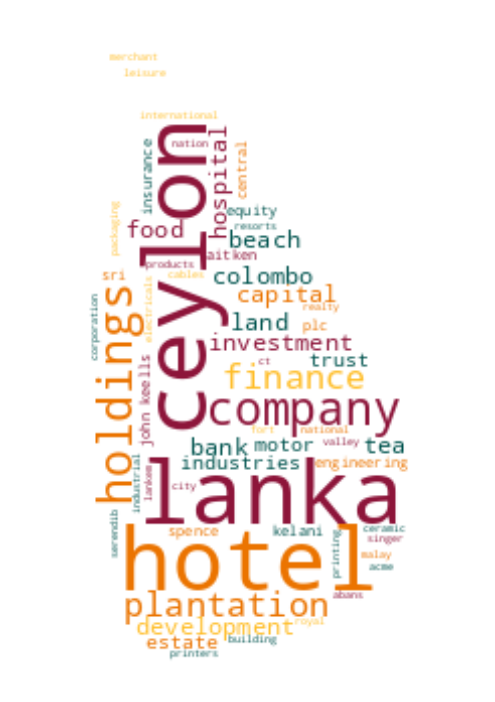 merchant
leisure
international
nation
insurance
ceylon
hospital
central
packaging
equity
resorts
food
beach
aitken
products
sri
cables
colombo
electricals
capital
realty
corporation
holdings
land
plc
investment
ct
trust
john keells
finance
company
fort
national
bank
motor
valley
tea
industries
engineering
industrial
lankem
city
lanka
serendib
spence
kelani
ceramic
singer
hotel
printing
malay
acme
abans
plantation
development
royal
estate
building
printers